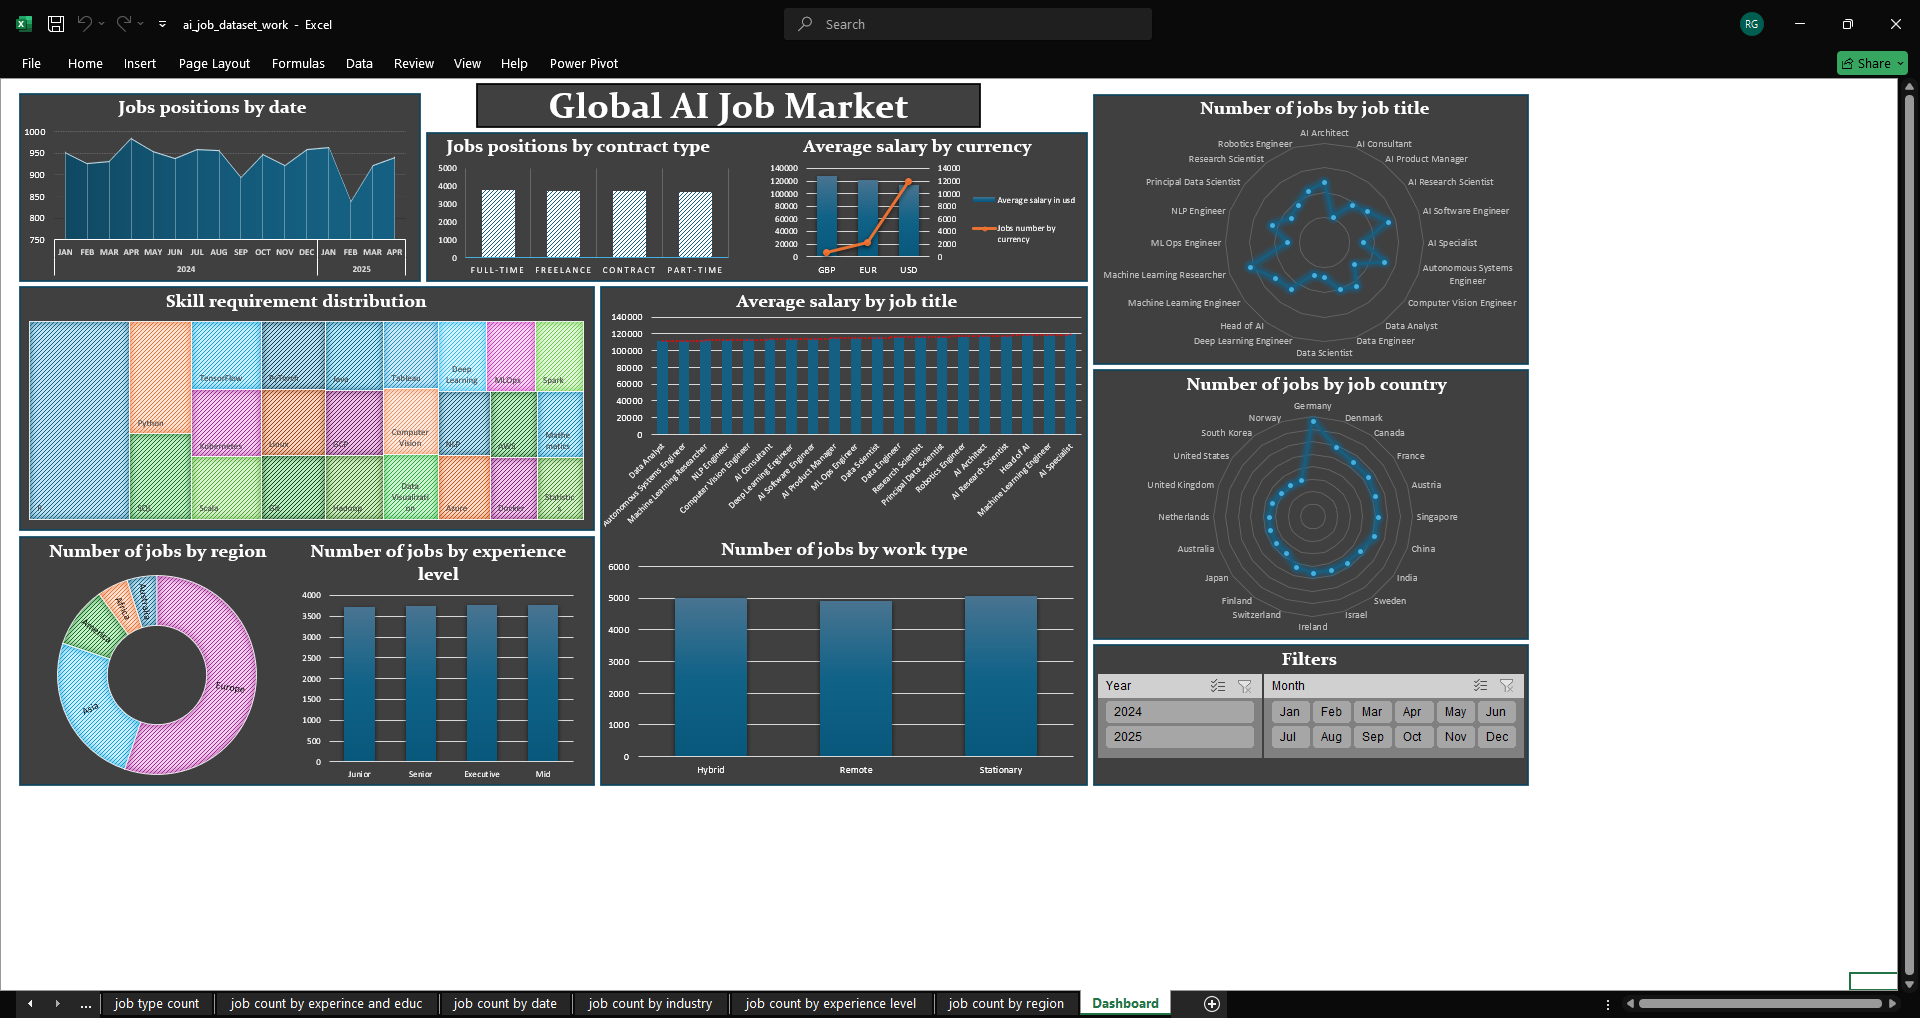 ai_job_dataset_work - Excel
Search
RG
File Home Insert Page Layout Formulas Data Review View Help Power Pivot
Share
Global AI Job Market
Jobs positions by date
1000
950
900
850
800
750
JAN FEB MAR APR MAY JUN JUL AUG SEP OCT NOV DEC JAN FEB MAR APR
2024 2025
Jobs positions by contract type
5000
4000
3000
2000
1000
0
FULL-TIME FREELANCE CONTRACT PART-TIME
Average salary by currency
140000 14000
120000 12000
100000 10000
80000 8000
60000 6000
40000 4000
20000 2000
0 0
GBP EUR USD
Average salary in usd
Jobs number by
currency
Number of jobs by job title
AI Architect
AI Consultant
AI Product Manager
AI Research Scientist
AI Software Engineer
AI Specialist
Autonomous Systems
Engineer
Computer Vision Engineer
Data Analyst
Data Engineer
Data Scientist
Deep Learning Engineer
Head of AI
Machine Learning Engineer
Machine Learning Researcher
MLOps Engineer
NLP Engineer
Principal Data Scientist
Research Scientist
Robotics Engineer
Skill requirement distribution
R
Python
SQL
TensorFlow
Kubernetes
Scala
PyTorch
Linux
Git
Java
GCP
Hadoop
Tableau
Computer
Vision
Data
Visualizati
on
Deep
Learning
NLP
Azure
MLOps
AWS
Docker
Spark
Mathe
matics
Statistic
s
Average salary by job title
140000
120000
100000
80000
60000
40000
20000
0
Data Analyst
Autonomous Systems Engineer
Machine Learning Researcher
NLP Engineer
Computer Vision Engineer
AI Consultant
Deep Learning Engineer
AI Software Engineer
AI Product Manager
MLOps Engineer
Data Scientist
Data Engineer
Research Scientist
Principal Data Scientist
Robotics Engineer
AI Architect
AI Research Scientist
Head of AI
Machine Learning Engineer
AI Specialist
Number of jobs by job country
Germany
Denmark
Canada
France
Austria
Singapore
China
India
Sweden
Israel
Ireland
Switzerland
Finland
Japan
Australia
Netherlands
United Kingdom
United States
South Korea
Norway
Number of jobs by region
Europe
Asia
America
Africa
Australia
Number of jobs by experience
level
4000
3500
3000
2500
2000
1500
1000
500
0
Junior Senior Executive Mid
Number of jobs by work type
6000
5000
4000
3000
2000
1000
0
Hybrid Remote Stationary
Filters
Year
2024
2025
Month
Jan Feb Mar Apr May Jun
Jul Aug Sep Oct Nov Dec
... job type count job count by experince and educ job count by date job count by industry job count by experience level job count by region Dashboard